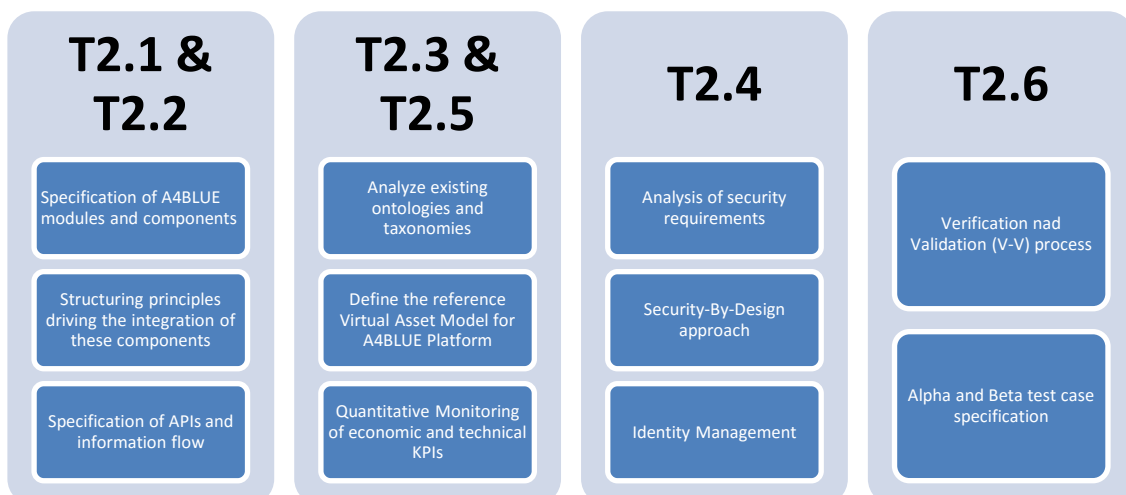 T2.1 &
T2.2
Specification of A4BLUE
modules and components
Structuring principles
driving the integration of
these components
Specification of APIs and
information flow
T2.3 &
T2.5
Analyze existing
ontologies and
taxonomies
Define the reference
Virtual Asset Model for
A4BLUE Platform
Quantitative Monitoring
of economic and technical
KPIs
T2.4
Analysis of security
requirements
Security-By-Design
approach
Identity Management
T2.6
Verification nad
Validation (V-V) process
Alpha and Beta test case
specification